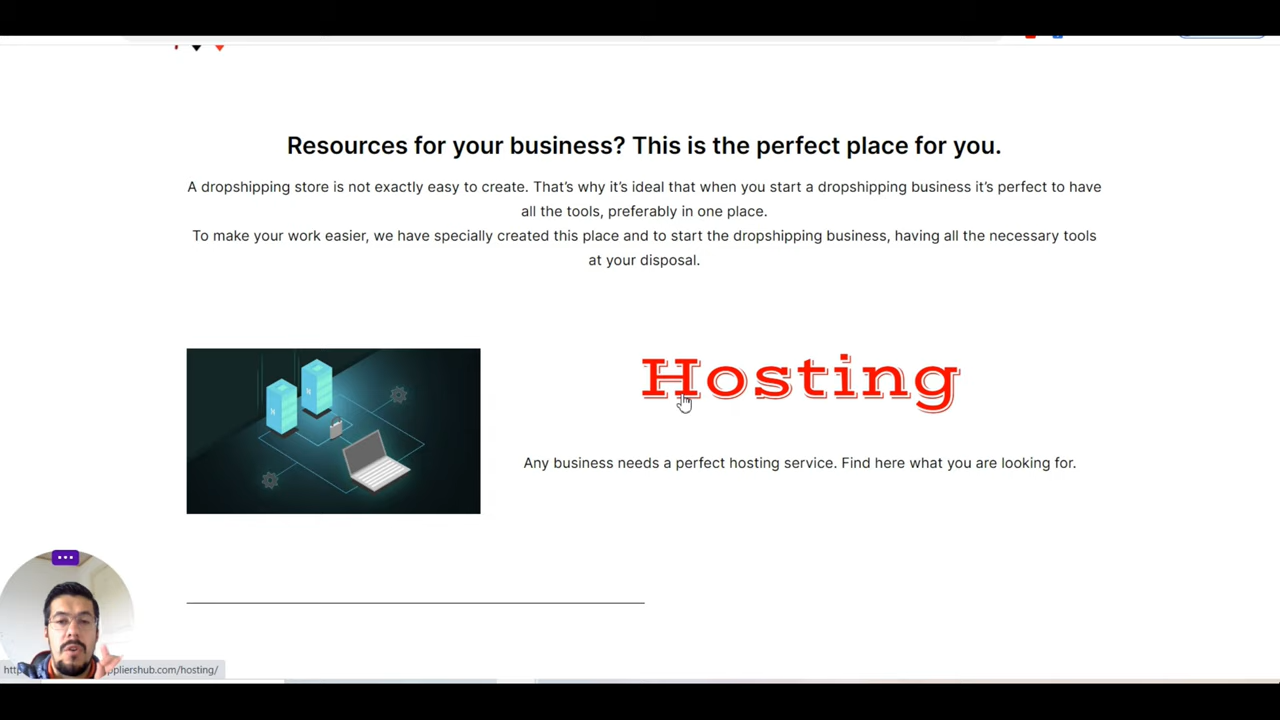 Resources for your business? This is the perfect place for you.
A dropshipping store is not exactly easy to create. That's why it's ideal that when you start a dropshipping business it's perfect to have
all the tools, preferably in one place.
To make your work easier, we have specially created this place and to start the dropshipping business, having all the necessary tools
at your disposal.
Hosting
Any business needs a perfect hosting service. Find here what you are looking for.
ppliershub.com/hosting/